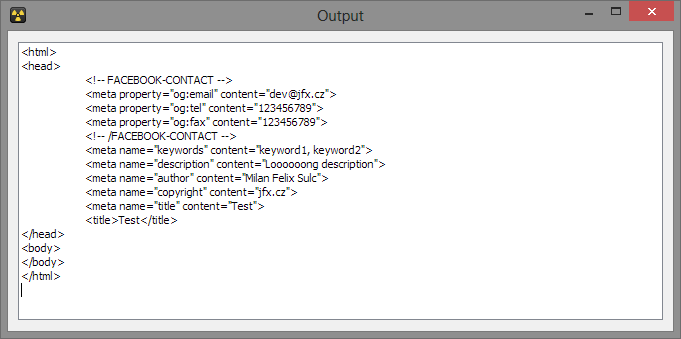 Output
<html>
<head>
<!-- FACEBOOK-CONTACT -->
<meta property="og:email" content="dev@jfx.cz">
<meta property="og:tel" content="123456789">
<meta property="og:fax" content="123456789">
<!-- /FACEBOOK-CONTACT -->
<meta name="keywords" content="keyword1, keyword2">
<meta name="description" content="Loooooong description">
<meta name="author" content="Milan Felix Sulc">
<meta name="copyright" content="jfx.cz">
<meta name="title" content="Test">
<title>Test</title>
</head>
<body>
</body>
</html>